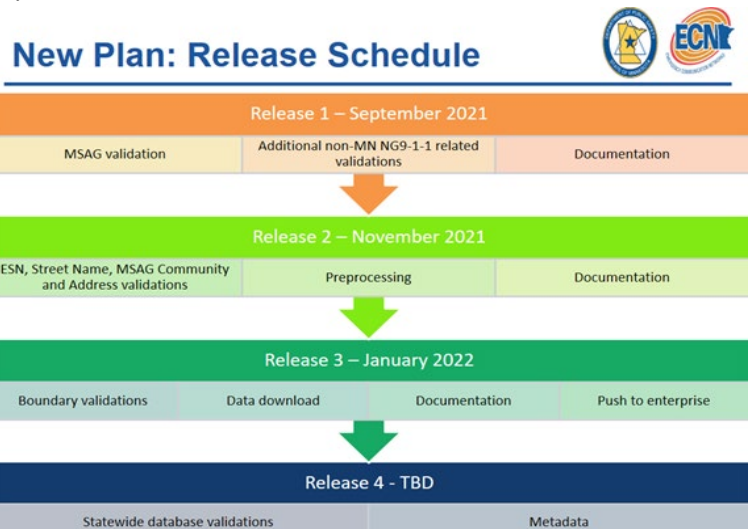 New Plan: Release Schedule
ECN
Release 1 – September 2021
MSAG validation
Additional non-MN NG9-1-1 related
validations
Documentation
Release 2 – November 2021
ESN, Street Name, MSAG Community
and Address validations
Preprocessing
Documentation
Release 3 – January 2022
Boundary validations
Data download
Documentation
Push to enterprise
Release 4 - TBD
Statewide database validations
Metadata